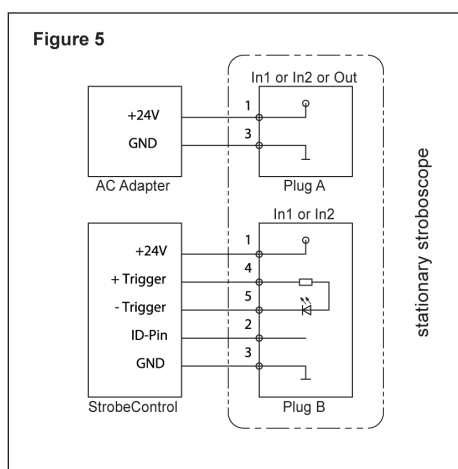 Figure 5
In1 or In2 or Out
+24V
1
GND
3
AC Adapter
Plug A
In1 or In2
+24V
1
+ Trigger
4
- Trigger
5
ID-Pin
2
GND
3
StrobeControl
Plug B
stationary stroboscope